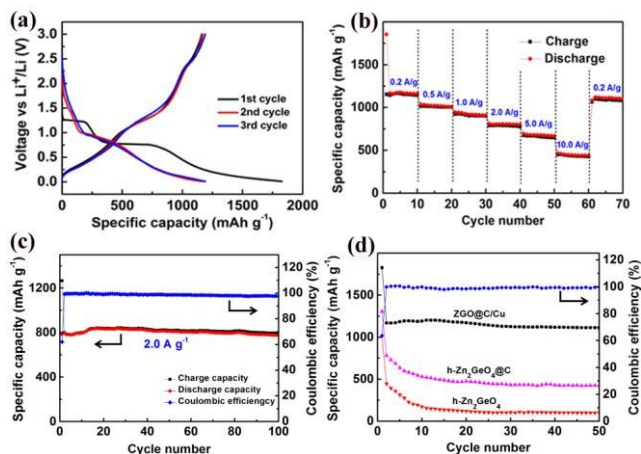 (a)
Voltage vs Li⁺/Li (V)
3.0
2.5
2.0
1.5
1.0
0.5
0.0
1st cycle
2nd cycle
3rd cycle
0 500 1000 1500 2000
Specific capacity (mAh g⁻¹)
(b)
Specific capacity (mAh g⁻¹)
2000
1500
1000
500
0
Charge
Discharge
0.2 A/g
0.5 A/g
1.0 A/g
2.0 A/g
5.0 A/g
10.0 A/g
0.2 A/g
0 10 20 30 40 50 60 70
Cycle number
(c)
Specific capacity (mAh g⁻¹)
1200
800
400
0
2.0 A g⁻¹
Charge capacity
Discharge capacity
Coulombic efficiengcy
120
100
80
60
40
20
0
Coulombic efficiency (%)
0 20 40 60 80 100
Cycle number
(d)
Specific capacity (mAh g⁻¹)
1500
1000
500
0
ZGO@C/Cu
h-Zn₂GeO₄@C
h-Zn₂GeO₄
120
100
80
60
40
20
0
Coulombic efficiency (%)
0 10 20 30 40 50
Cycle number